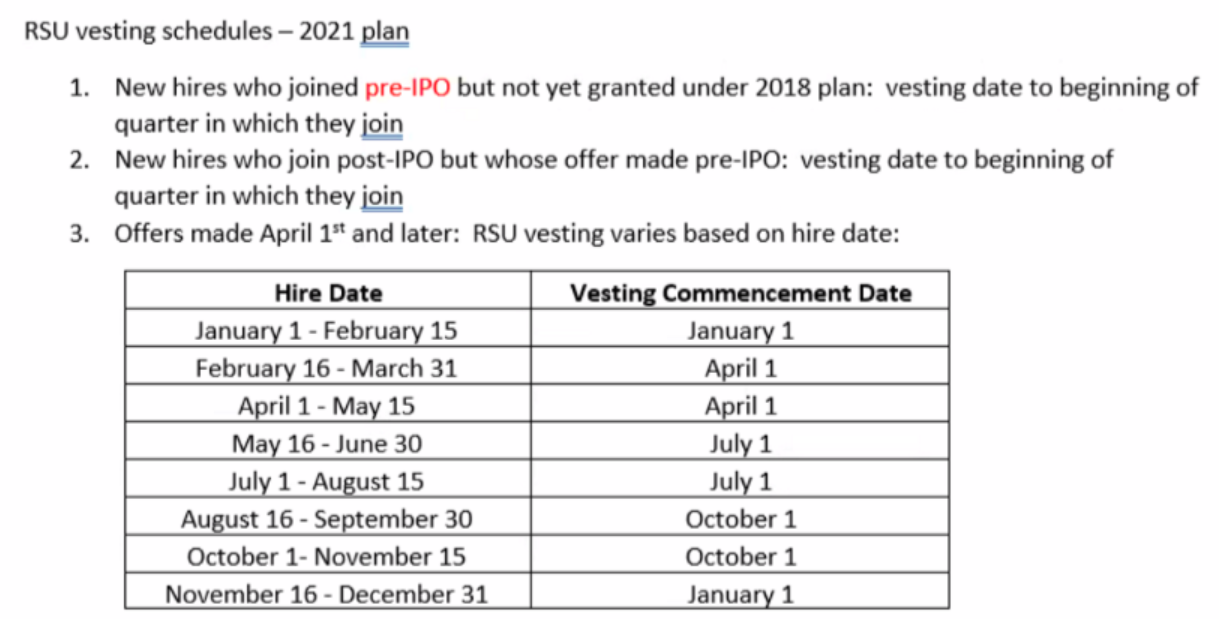 RSU vesting schedules – 2021 plan
1. New hires who joined pre-IPO but not yet granted under 2018 plan:  vesting date to beginning of
quarter in which they join
2. New hires who join post-IPO but whose offer made pre-IPO:  vesting date to beginning of
quarter in which they join
3. Offers made April 1st and later:  RSU vesting varies based on hire date:
Hire Date Vesting Commencement Date
January 1 - February 15 January 1
February 16 - March 31 April 1
April 1 - May 15 April 1
May 16 - June 30 July 1
July 1 - August 15 July 1
August 16 - September 30 October 1
October 1- November 15 October 1
November 16 - December 31 January 1